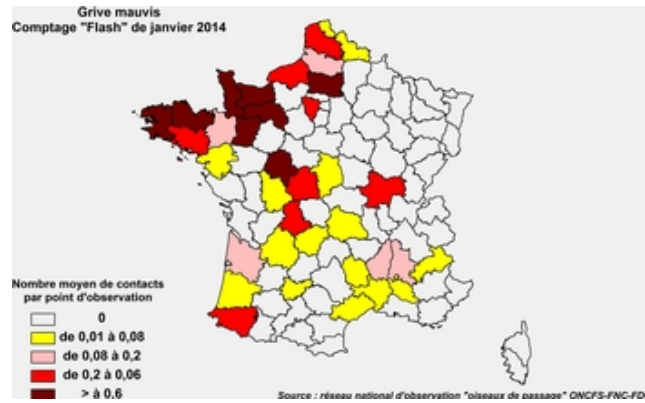 Grive mauvis
Comptage "Flash" de janvier 2014
Nombre moyen de contacts
par point d'observation
0
de 0,01 à 0,08
de 0,08 à 0,2
de 0,2 à 0,06
> à 0,6
Source : réseau national d'observation "oiseaux de passage" ONCFS-FNC-FD